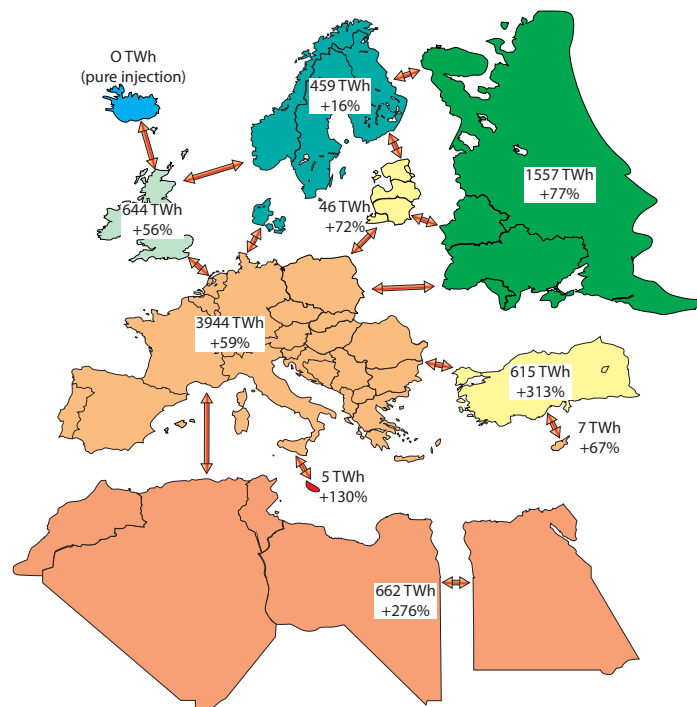 O TWh
(pure injection)
459 TWh
+16%
1557 TWh
+77%
644 TWh
+56%
46 TWh
+72%
3944 TWh
+59%
615 TWh
+313%
7 TWh
+67%
5 TWh
+130%
662 TWh
+276%